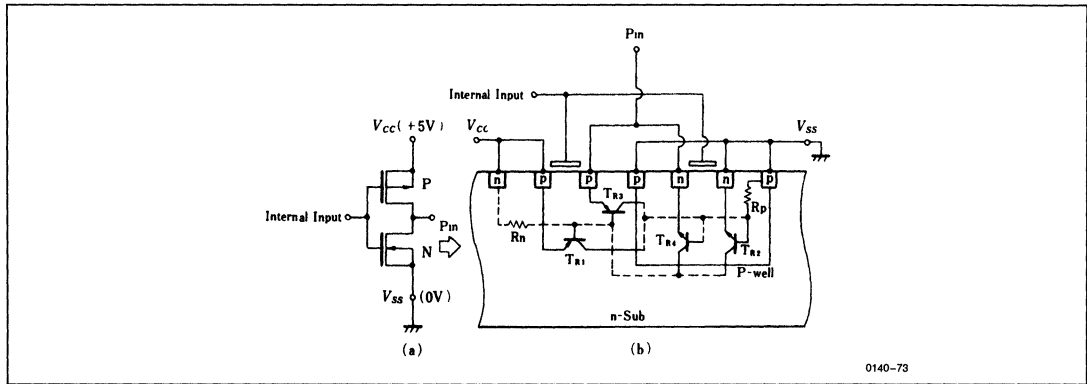 Pin
Internal Input
VCC (+5V)
VCC
VSS
n p p p n n p
P
TR3
Rp
Internal Input
Pin
Rn
TR4
TR2
N
TR1
P-well
VSS (0V)
n-Sub
(a)
(b)
0140-73